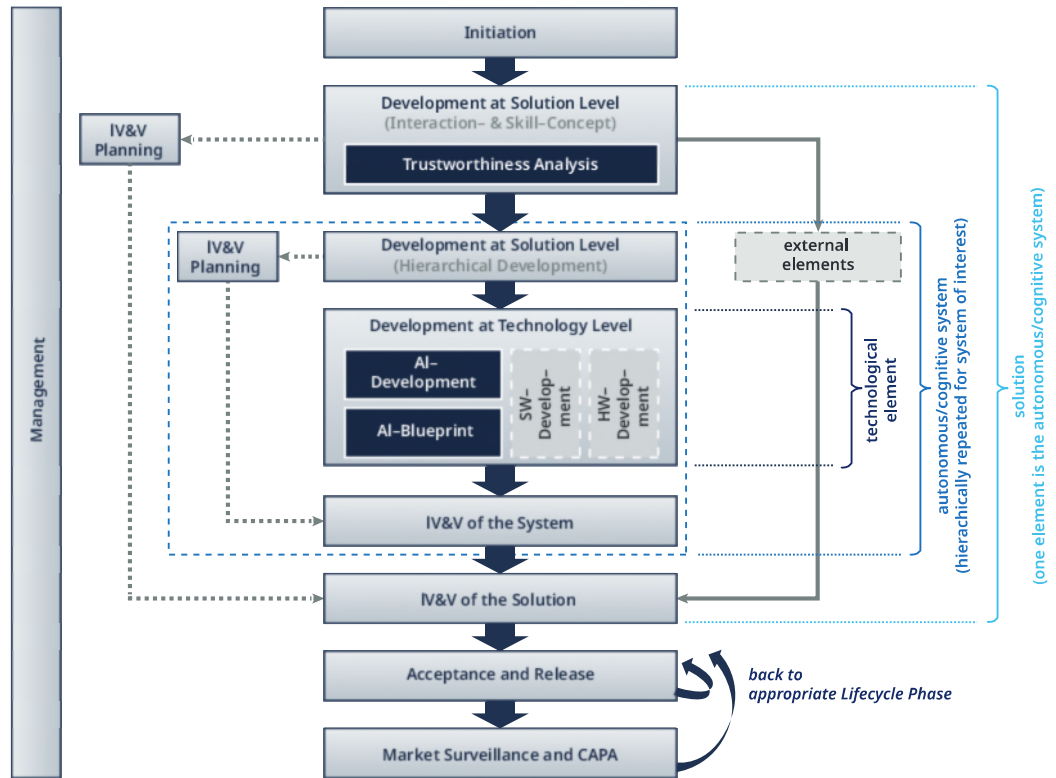 Initiation
Development at Solution Level
(Interaction– & Skill–Concept)
Trustworthiness Analysis
IV&V
Planning
Development at Solution Level
(Hierarchical Development)
IV&V
Planning
external
elements
Development at Technology Level
AI–
Development
AI–Blueprint
SW–
Develop–
ment
HW–
Develop–
ment
IV&V of the System
IV&V of the Solution
Acceptance and Release
Market Surveillance and CAPA
back to
appropriate Lifecycle Phase
Management
technological
element
autonomous/cognitive system
(hierachically repeated for system of interest)
solution
(one element is the autonomous/cognitive system)